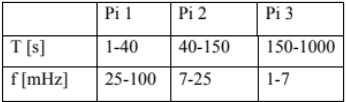 Pi 1 Pi 2 Pi 3
T [s] 1-40 40-150 150-1000
f [mHz] 25-100 7-25 1-7